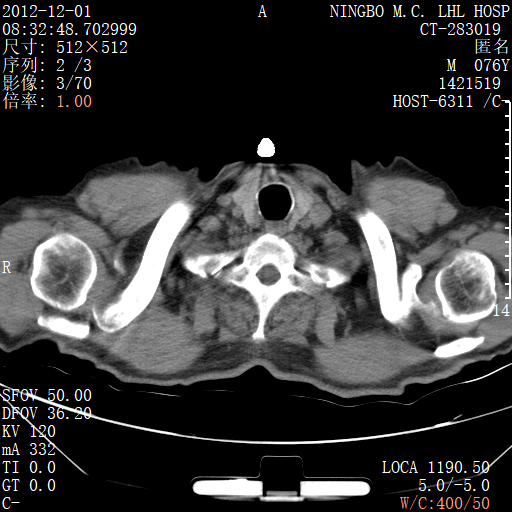 2012-12-01
08:32:48.702999
尺寸: 512×512
序列: 2 /3
影像: 3/70
倍率: 1.00
A
NINGBO M.C. LHL HOSP
CT-283019
匿名
M 076Y
1421519
HOST-6311 /C-
R
14
SFOV 50.00
DFOV 36.20
KV 120
mA 332
TI 0.0
GT 0.0
C-
LOCA 1190.50
5.0/-5.0
W/C:400/50